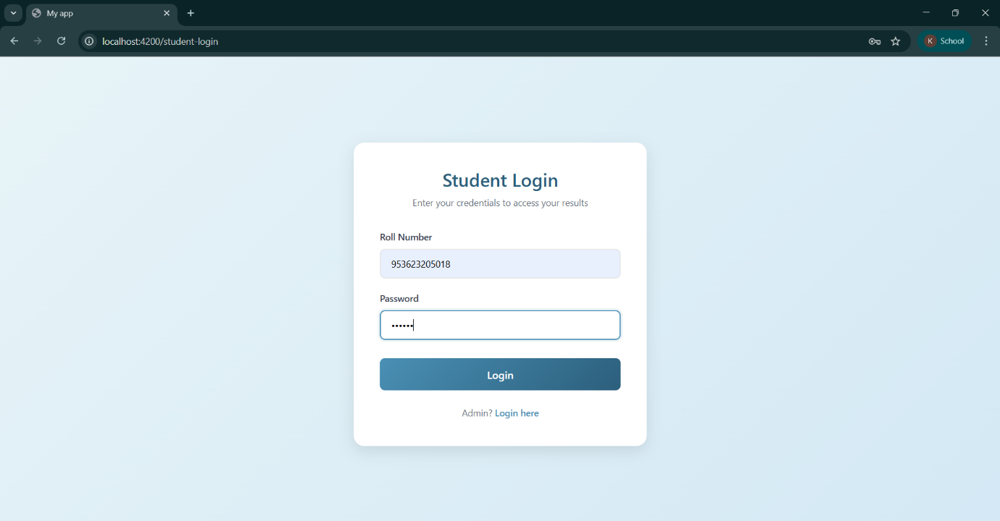 My app
localhost:4200/student-login
K School
Student Login
Enter your credentials to access your results
Roll Number
953623205018
Password
••••••
Login
Admin? Login here